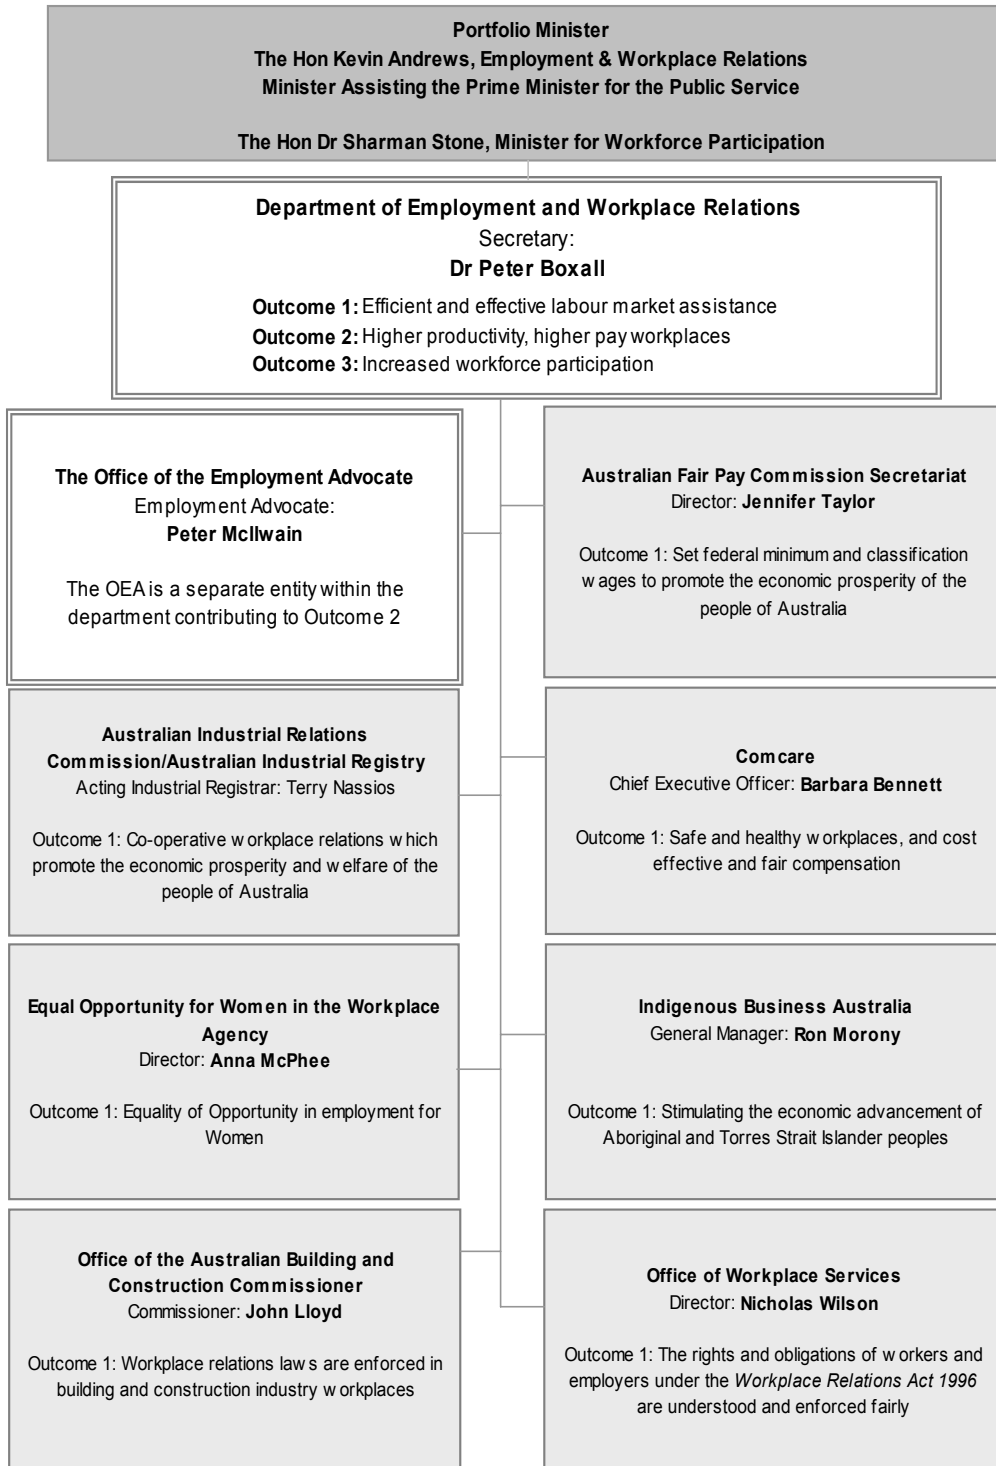 Portfolio Minister
The Hon Kevin Andrews, Employment & Workplace Relations
Minister Assisting the Prime Minister for the Public Service
The Hon Dr Sharman Stone, Minister for Workforce Participation
Department of Employment and Workplace Relations
Secretary:
Dr Peter Boxall
Outcome 1: Efficient and effective labour market assistance
Outcome 2: Higher productivity, higher pay workplaces
Outcome 3: Increased workforce participation
The Office of the Employment Advocate
Employment Advocate:
Peter McIlwain
The OEA is a separate entity within the
department contributing to Outcome 2
Australian Fair Pay Commission Secretariat
Director: Jennifer Taylor
Outcome 1: Set federal minimum and classification
wages to promote the economic prosperity of the
people of Australia
Australian Industrial Relations
Commission/Australian Industrial Registry
Acting Industrial Registrar: Terry Nassios
Outcome 1: Co-operative workplace relations which
promote the economic prosperity and welfare of the
people of Australia
Comcare
Chief Executive Officer: Barbara Bennett
Outcome 1: Safe and healthy workplaces, and cost
effective and fair compensation
Equal Opportunity for Women in the Workplace
Agency
Director: Anna McPhee
Outcome 1: Equality of Opportunity in employment for
Women
Indigenous Business Australia
General Manager: Ron Morony
Outcome 1: Stimulating the economic advancement of
Aboriginal and Torres Strait Islander peoples
Office of the Australian Building and
Construction Commissioner
Commissioner: John Lloyd
Outcome 1: Workplace relations laws are enforced in
building and construction industry workplaces
Office of Workplace Services
Director: Nicholas Wilson
Outcome 1: The rights and obligations of workers and
employers under the Workplace Relations Act 1996
are understood and enforced fairly